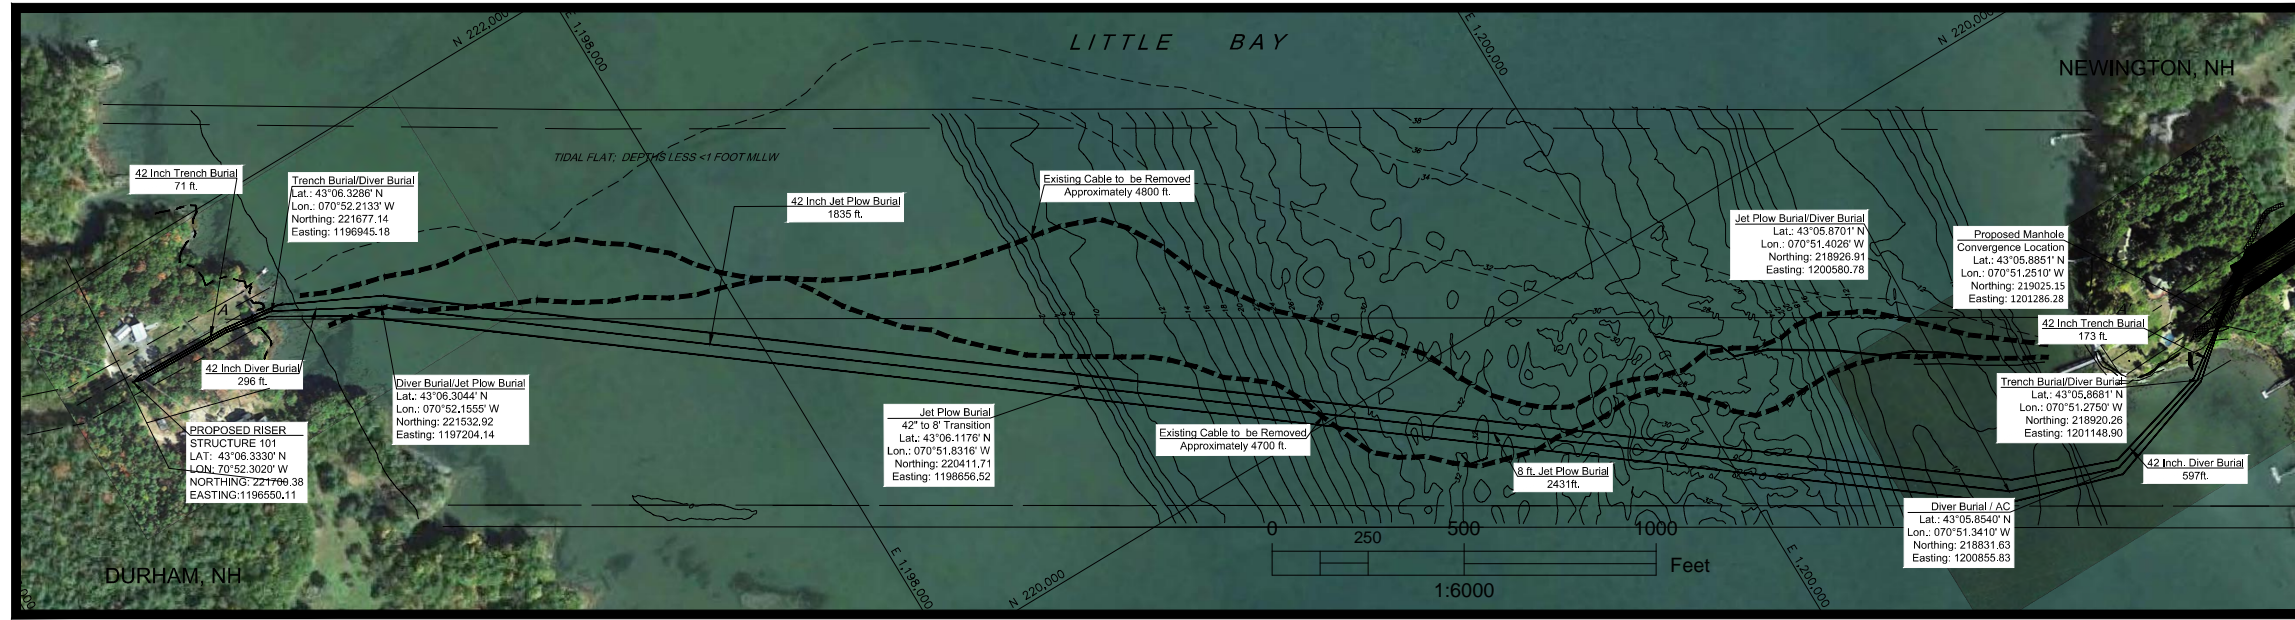 LITTLE BAY
NEWINGTON, NH
N 222,000
E 1,198,000
E 1,200,000
N 220,000
TIDAL FLAT; DEPTHS LESS <1 FOOT MLLW
42 Inch Trench Burial
71 ft.
Trench Burial/Diver Burial
Lat.: 43°06.3286' N
Lon.: 070°52.2133' W
Northing: 221677.14
Easting: 1196945.18
42 Inch Jet Plow Burial
1835 ft.
Existing Cable to be Removed
Approximately 4800 ft.
Jet Plow Burial/Diver Burial
Lat.: 43°05.8701' N
Lon.: 070°51.4026' W
Northing: 218926.91
Easting: 1200580.78
Proposed Manhole
Convergence Location
Lat.: 43°05.8851' N
Lon.: 070°51.2510' W
Northing: 219025.15
Easting: 1201286.28
42 Inch Trench Burial
173 ft.
A
42 Inch Diver Burial
296 ft.
Diver Burial/Jet Plow Burial
Lat.: 43°06.3044' N
Lon.: 070°52.1555' W
Northing: 221532.92
Easting: 1197204.14
Trench Burial/Diver Burial
Lat.: 43°05.8681' N
Lon.: 070°51.2750' W
Northing: 218920.26
Easting: 1201148.90
PROPOSED RISER
STRUCTURE 101
LAT: 43°06.3330' N
LON: 70°52.3020' W
NORTHING: 221700.38
EASTING:1196550.11
Jet Plow Burial
42" to 8' Transition
Lat.: 43°06.1176' N
Lon.: 070°51.8316' W
Northing: 220411.71
Easting: 1198656.52
Existing Cable to be Removed
Approximately 4700 ft.
8 ft. Jet Plow Burial
2431ft.
42 Inch. Diver Burial
597ft.
Diver Burial / AC
Lat.: 43°05.8540' N
Lon.: 070°51.3410' W
Northing: 218831.63
Easting: 1200855.83
0 250 500 1000
Feet
1:6000
DURHAM, NH
E 1,198,000
N 220,000
E 1,200,000